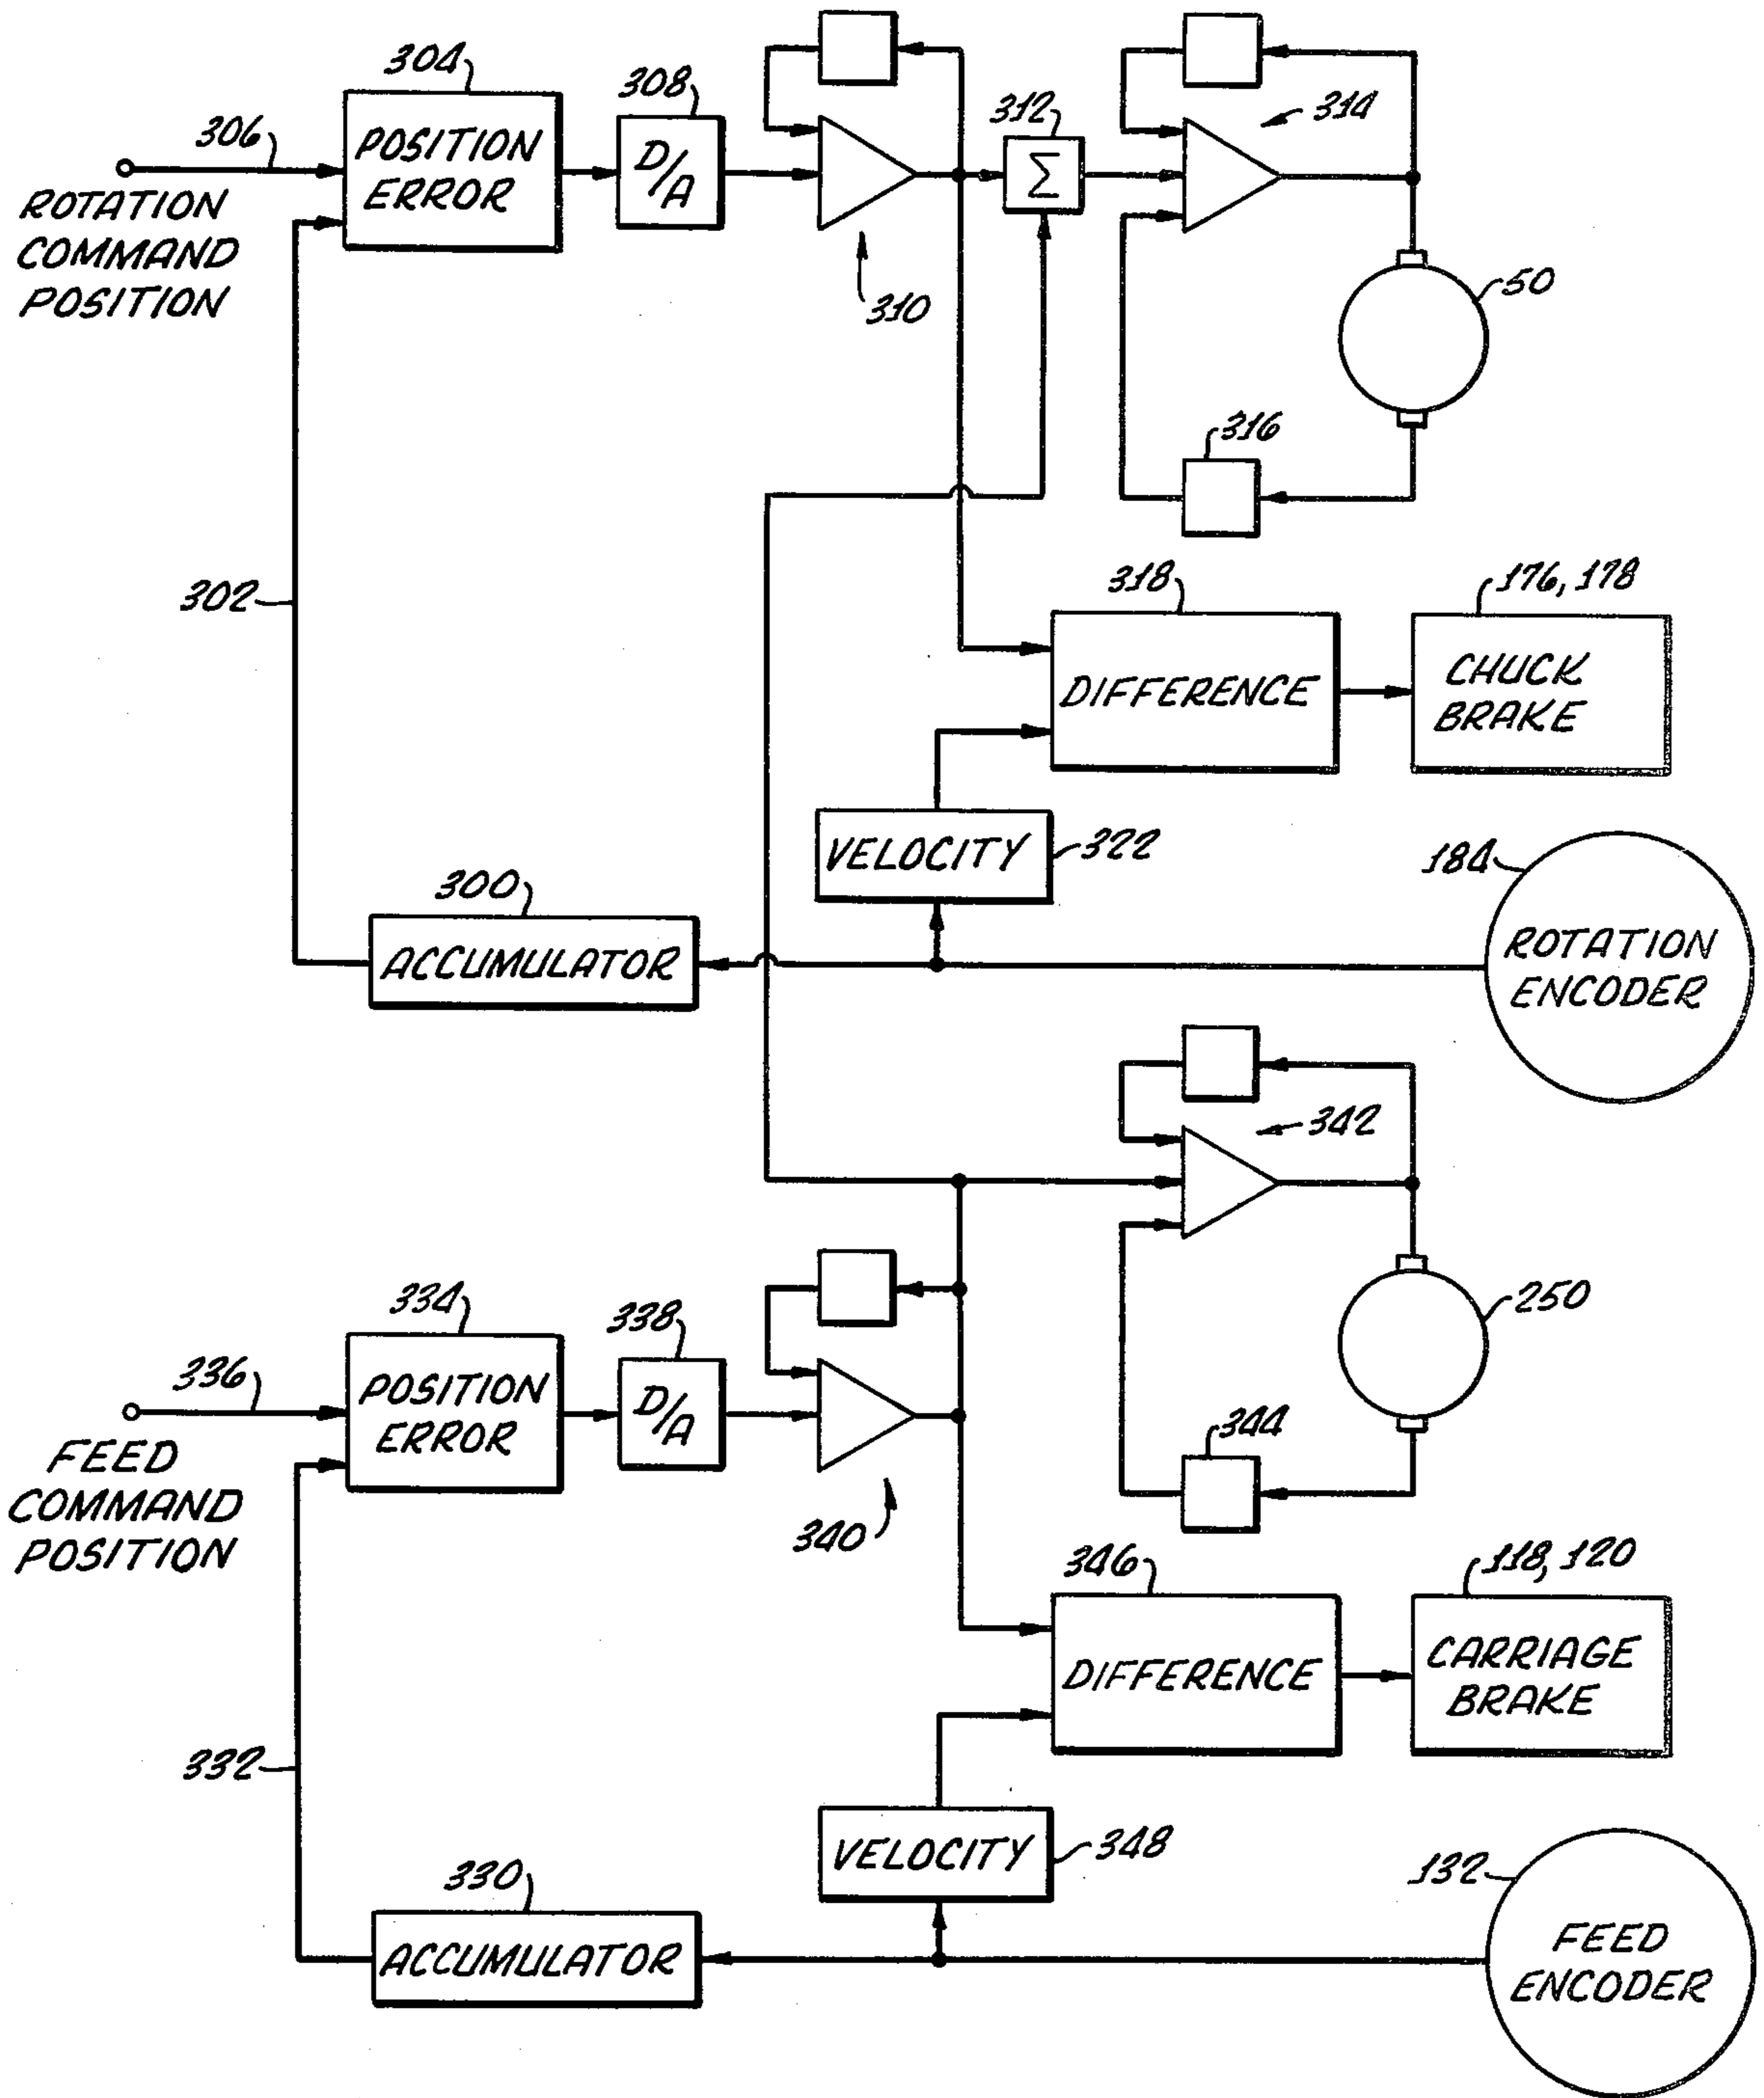 304
308
312
314
306
POSITION
ERROR
D/A
Σ
ROTATION
COMMAND
POSITION
310
50
316
302
318
176, 178
DIFFERENCE
CHUCK
BRAKE
VELOCITY
322
184
300
ACCUMULATOR
ROTATION
ENCODER
342
334
338
250
336
POSITION
ERROR
D/A
344
FEED
COMMAND
POSITION
340
346
118, 120
DIFFERENCE
CARRIAGE
BRAKE
332
VELOCITY
348
132
330
ACCUMULATOR
FEED
ENCODER